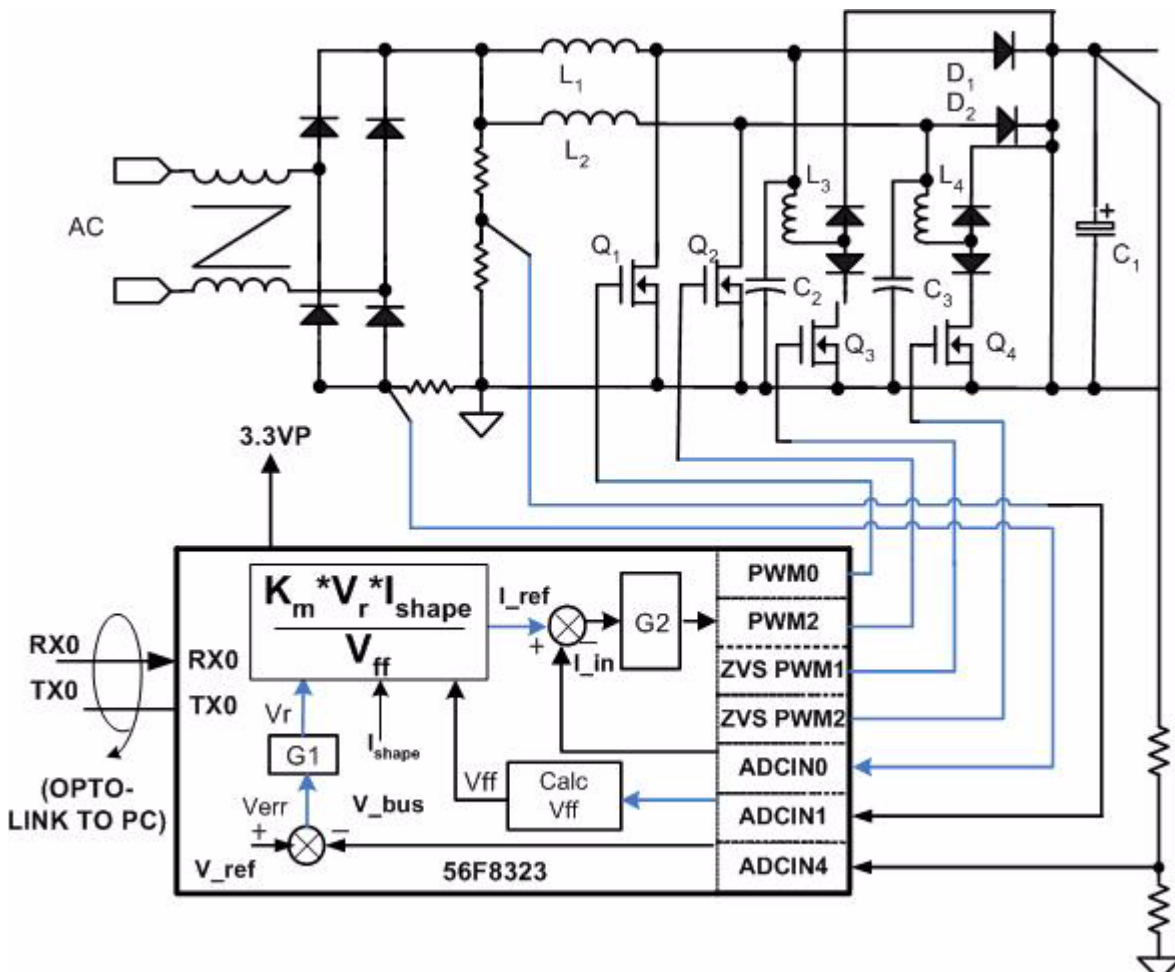 L1
L2
D1
D2
L3
L4
AC
Q1
Q2
C2
C3
C1
+
Q3
Q4
3.3VP
Km*Vr*Ishape
Vff
I_ref
+
−
I_in
G2
PWM0
PWM2
ZVS PWM1
ZVS PWM2
ADCIN0
ADCIN1
ADCIN4
RX0
TX0
RX0
TX0
(OPTO-
LINK TO PC)
Vr
Ishape
G1
Vff
Calc
Vff
Verr
V_bus
+
−
V_ref
56F8323